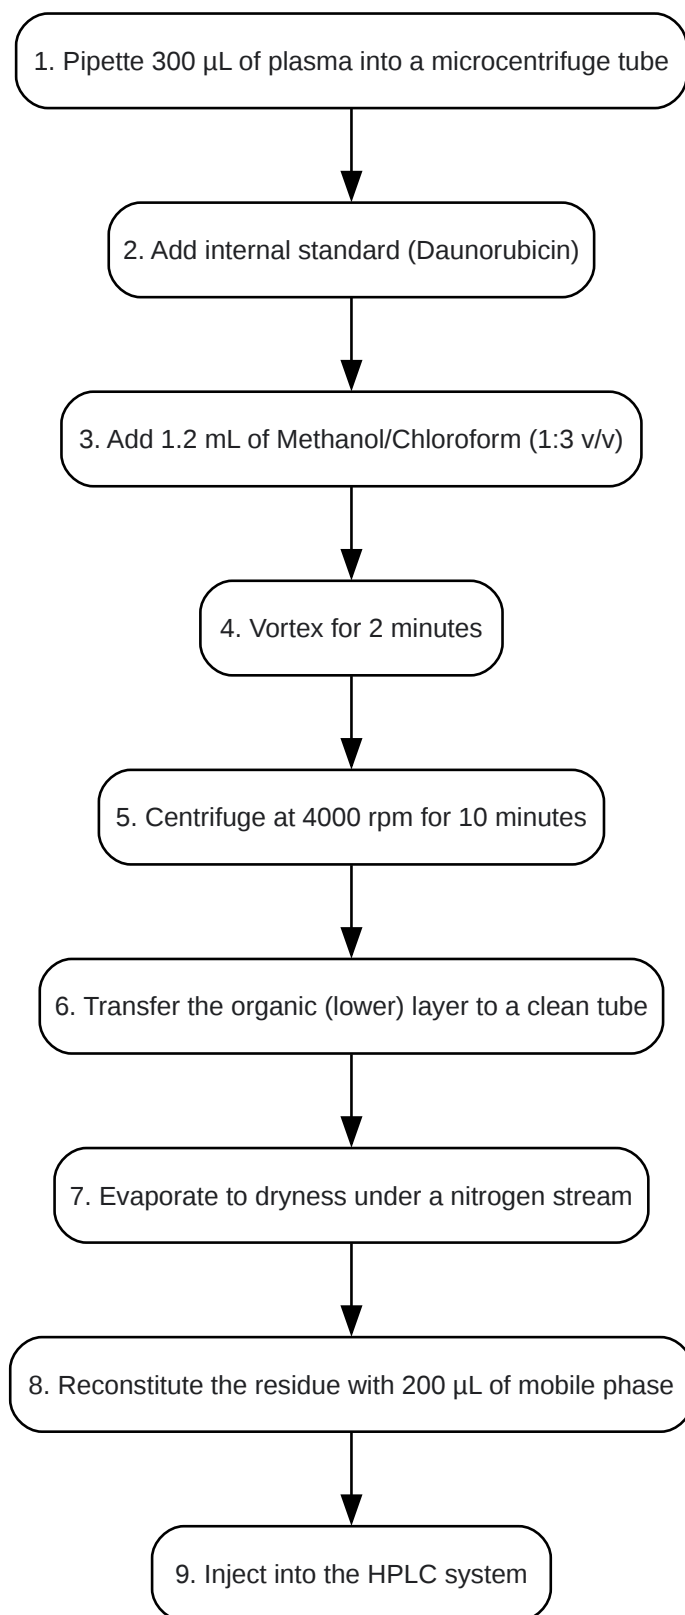 1. Pipette 300 µL of plasma into a microcentrifuge tube
2. Add internal standard (Daunorubicin)
3. Add 1.2 mL of Methanol/Chloroform (1:3 v/v)
4. Vortex for 2 minutes
5. Centrifuge at 4000 rpm for 10 minutes
6. Transfer the organic (lower) layer to a clean tube
7. Evaporate to dryness under a nitrogen stream
8. Reconstitute the residue with 200 µL of mobile phase
9. Inject into the HPLC system